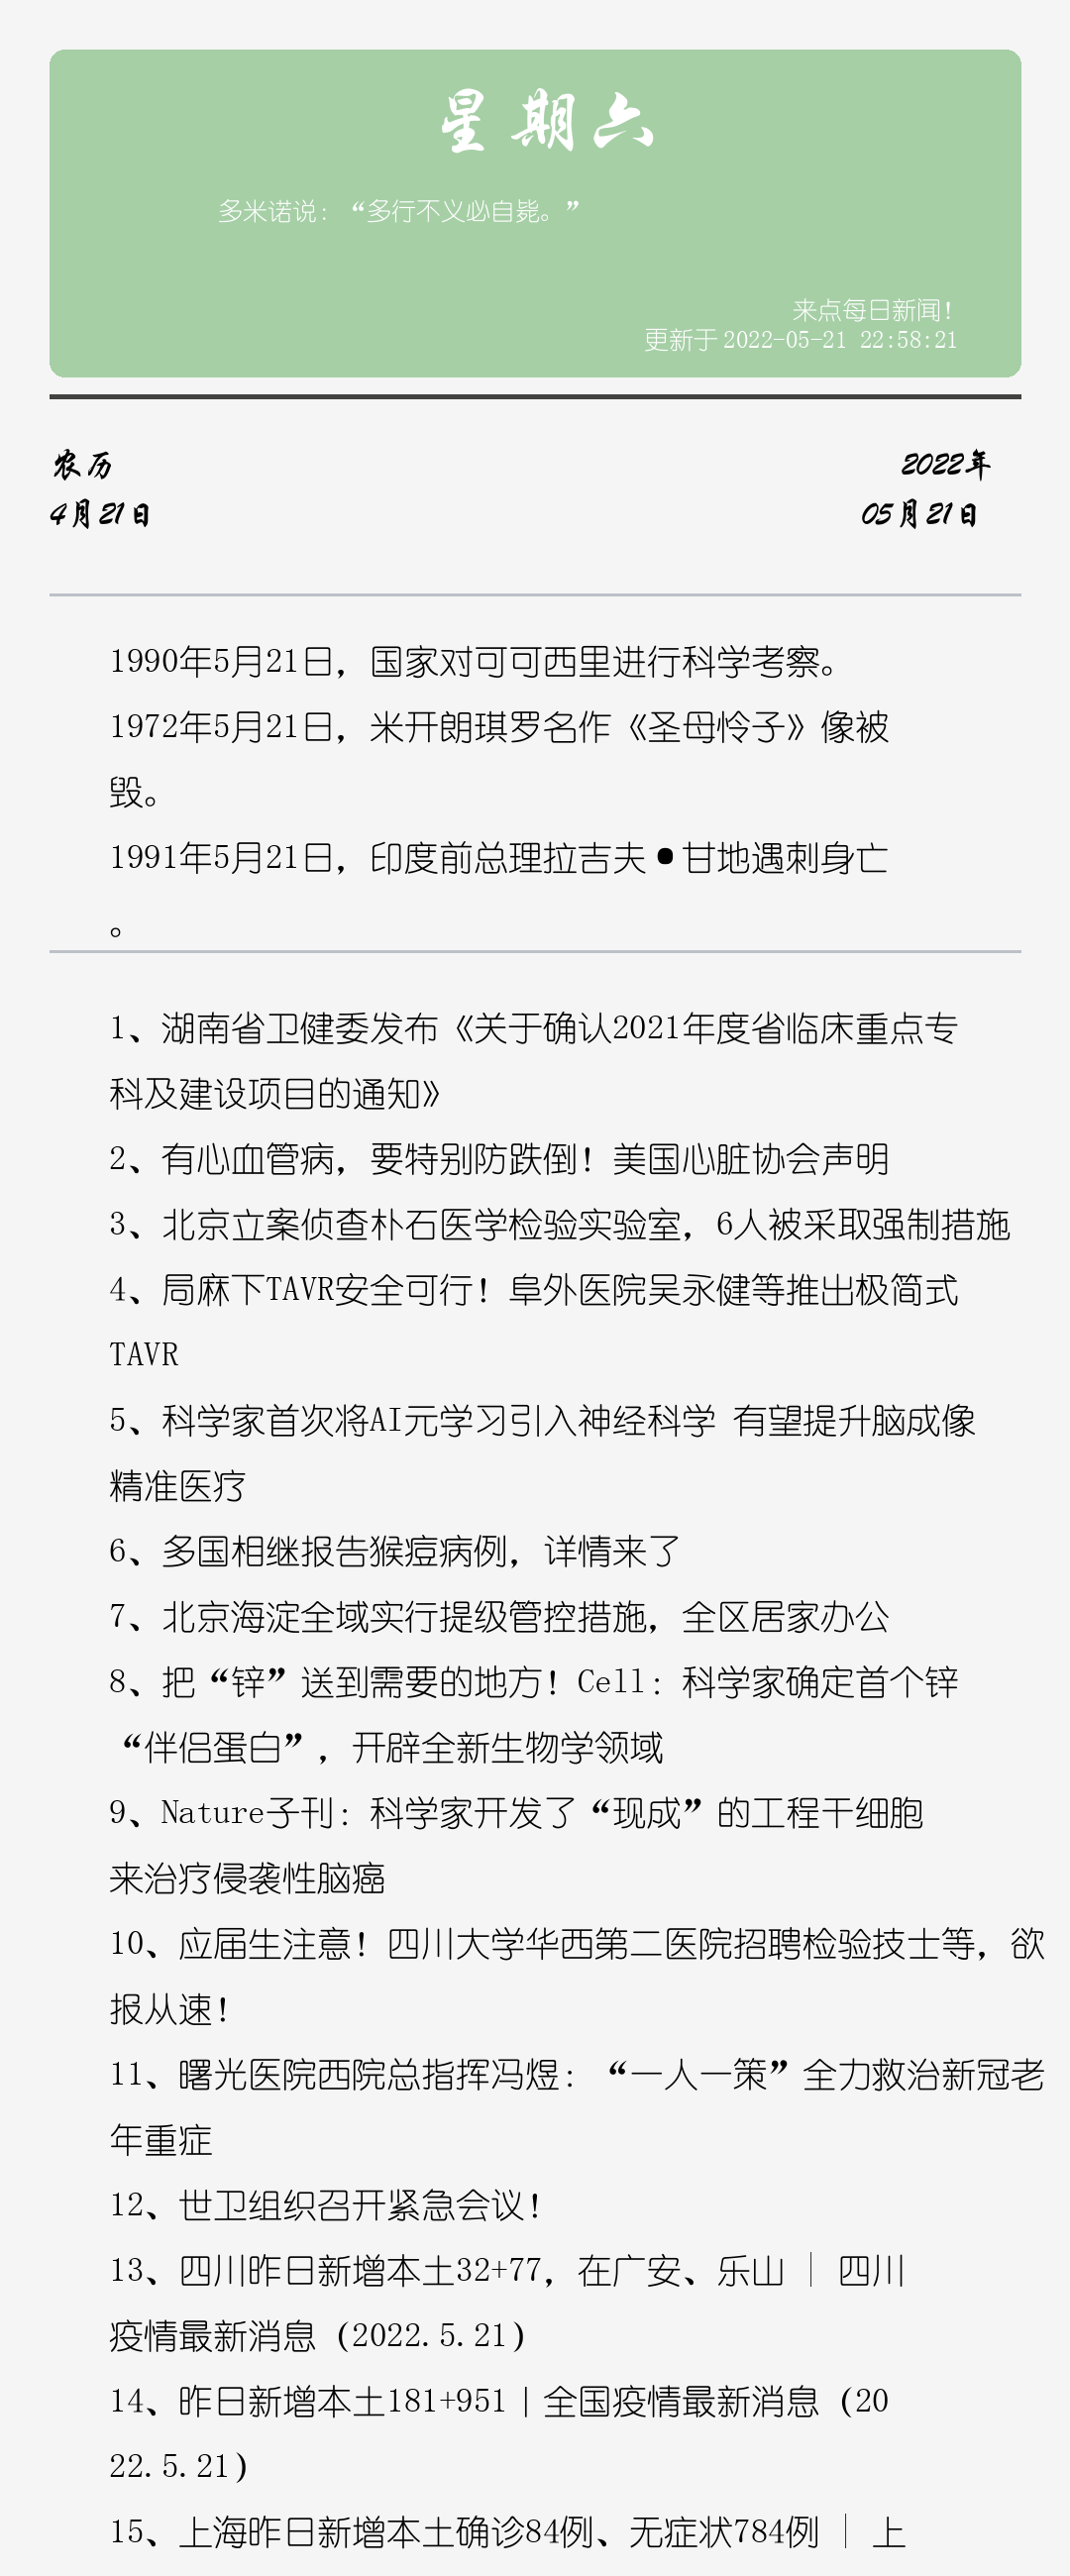 星期六
多米诺说：“多行不义必自毙。”
来点每日新闻！
更新于 2022-05-21 22:58:21
农历
2022年
4月21日
05月21日
1990年5月21日，国家对可可西里进行科学考察。
1972年5月21日，米开朗琪罗名作《圣母怜子》像被
毁。
1991年5月21日，印度前总理拉吉夫•甘地遇刺身亡
。
1、湖南省卫健委发布《关于确认2021年度省临床重点专
科及建设项目的通知》
2、有心血管病，要特别防跌倒！美国心脏协会声明
3、北京立案侦查朴石医学检验实验室，6人被采取强制措施
4、局麻下TAVR安全可行！阜外医院吴永健等推出极简式
TAVR
5、科学家首次将AI元学习引入神经科学 有望提升脑成像
精准医疗
6、多国相继报告猴痘病例，详情来了
7、北京海淀全域实行提级管控措施，全区居家办公
8、把“锌”送到需要的地方！Cell：科学家确定首个锌
“伴侣蛋白”，开辟全新生物学领域
9、Nature子刊：科学家开发了“现成”的工程干细胞
来治疗侵袭性脑癌
10、应届生注意！四川大学华西第二医院招聘检验技士等，欲
报从速！
11、曙光医院西院总指挥冯煜：“一人一策”全力救治新冠老
年重症
12、世卫组织召开紧急会议！
13、四川昨日新增本土32+77，在广安、乐山 ｜ 四川
疫情最新消息（2022.5.21）
14、昨日新增本土181+951｜全国疫情最新消息（20
22.5.21）
15、上海昨日新增本土确诊84例、无症状784例 ｜ 上